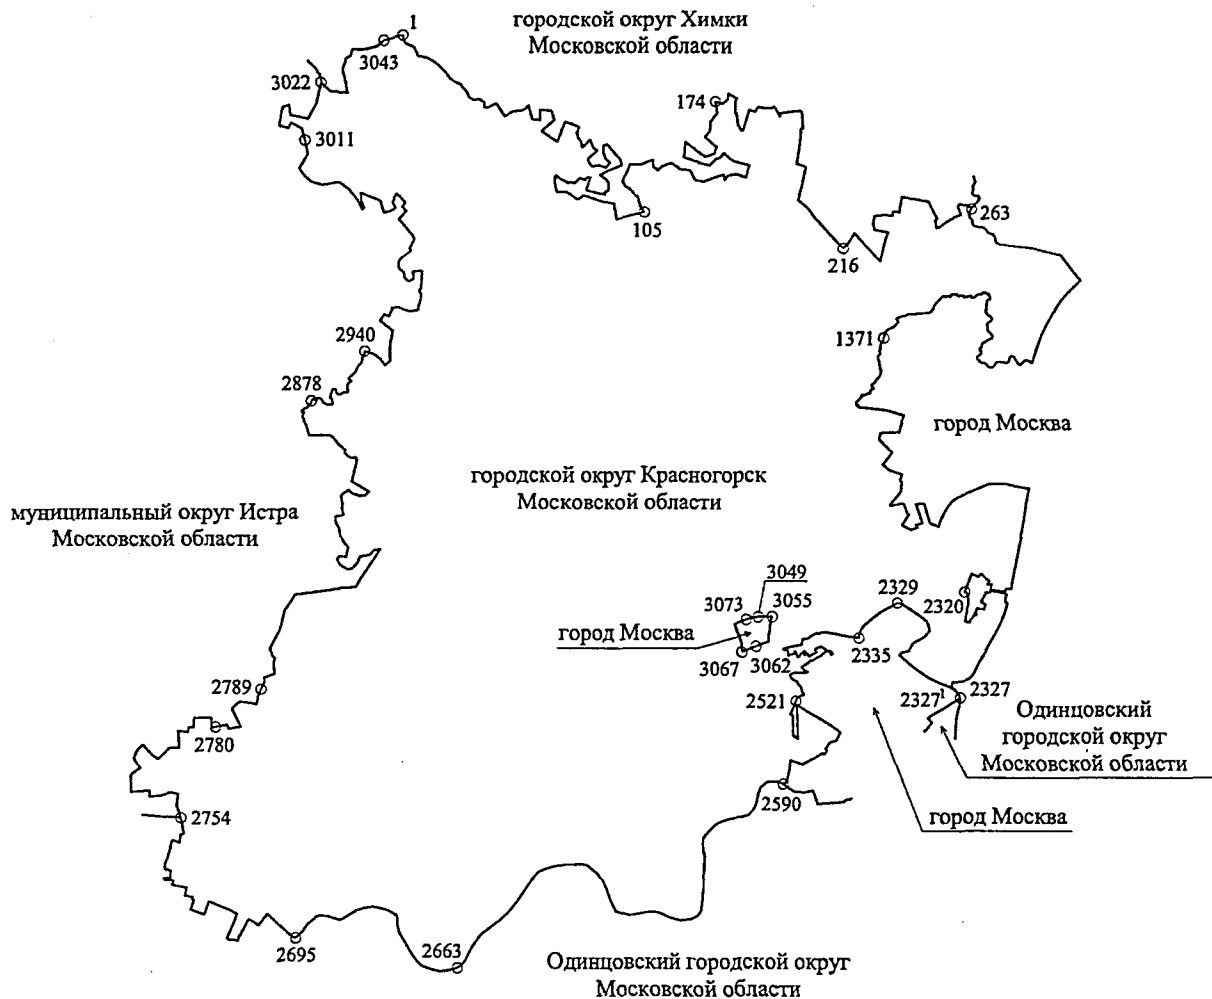 городской округ Химки
Московской области
1
3043
3022
174
3011
105
263
216
1371
2940
2878
город Москва
городской округ Красногорск
Московской области
муниципальный округ Истра
Московской области
3049
3073
3055
2329
2320
город Москва
3067
3062
2335
2789
2521
2327¹
2327
2780
Одинцовский
городской округ
Московской области
2590
2754
город Москва
2695
2663
Одинцовский городской округ
Московской области